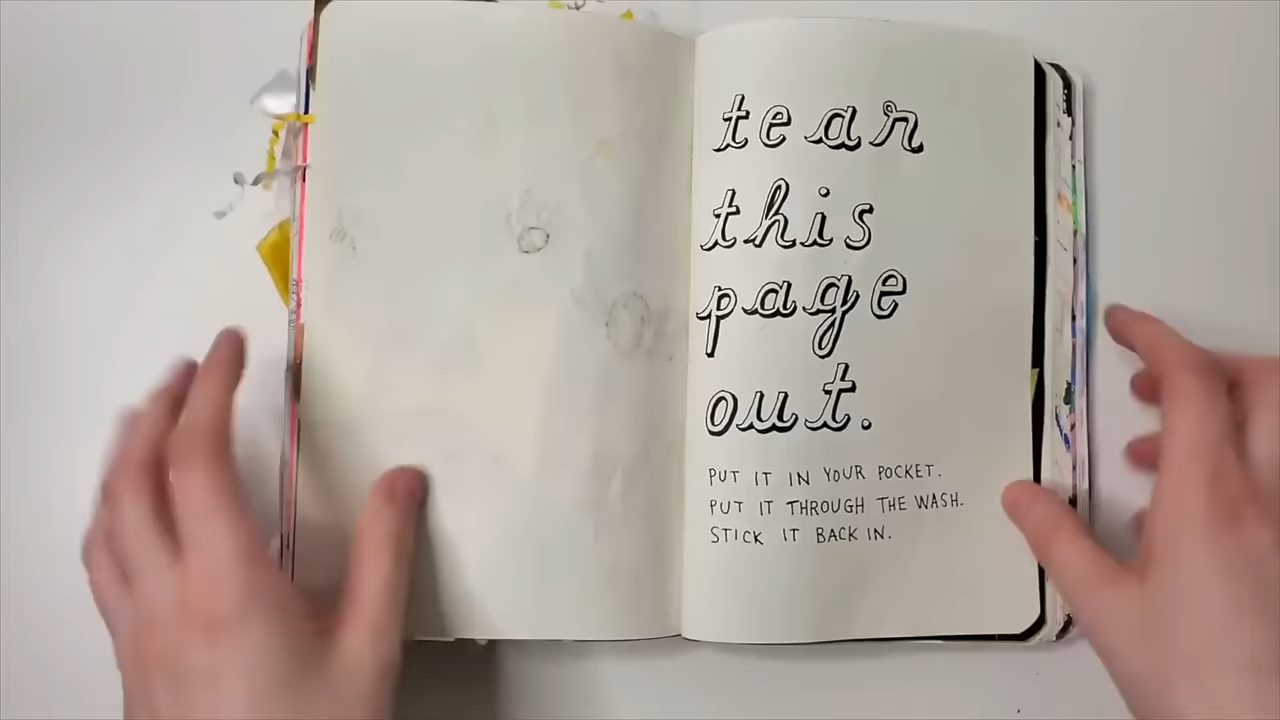 tear
this
page
out.
PUT IT IN YOUR POCKET.
PUT IT THROUGH THE WASH.
STICK IT BACK IN.